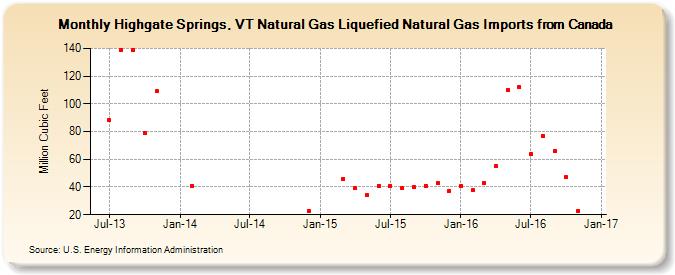 Monthly Highgate Springs, VT Natural Gas Liquefied Natural Gas Imports from Canada
Million Cubic Feet
140
120
100
80
60
40
20
Jul-13 Jan-14 Jul-14 Jan-15 Jul-15 Jan-16 Jul-16 Jan-17
Source: U.S. Energy Information Administration